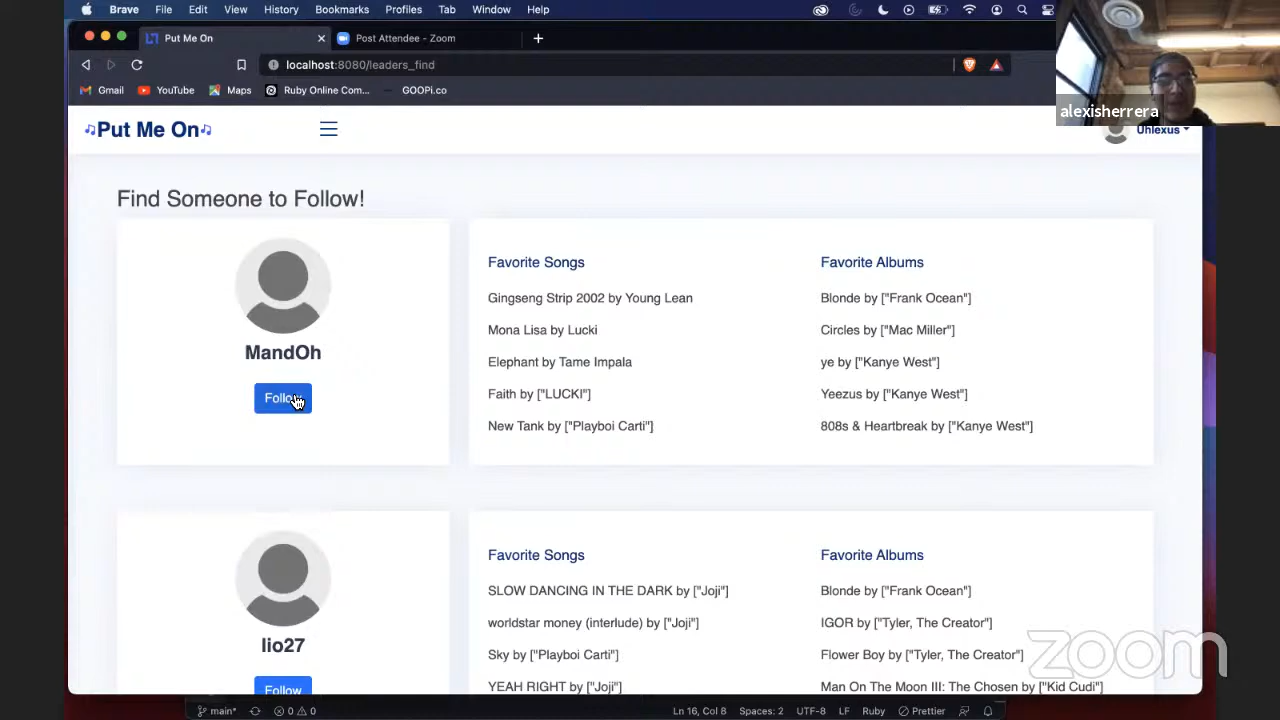 Brave File Edit View History Bookmarks Profiles Tab Window Help
Put Me On
Post Attendee - Zoom
localhost:8080/leaders_find
Gmail YouTube Maps Ruby Online Com... GOOPi.co
alexisherrera
Put Me On
Uhlexus
Find Someone to Follow!
Favorite Songs Favorite Albums
Gingseng Strip 2002 by Young Lean Blonde by ["Frank Ocean"]
Mona Lisa by Lucki Circles by ["Mac Miller"]
MandOh
Elephant by Tame Impala ye by ["Kanye West"]
Follow
Faith by ["LUCKI"] Yeezus by ["Kanye West"]
New Tank by ["Playboi Carti"] 808s & Heartbreak by ["Kanye West"]
Favorite Songs Favorite Albums
SLOW DANCING IN THE DARK by ["Joji"] Blonde by ["Frank Ocean"]
worldstar money (interlude) by ["Joji"] IGOR by ["Tyler, The Creator"]
lio27
Sky by ["Playboi Carti"] Flower Boy by ["Tyler, The Creator"]
Follow
YEAH RIGHT by ["Joji"] Man On The Moon III: The Chosen by ["Kid Cudi"]
zoom
main* 0 0 Ln 16, Col 8 Spaces: 2 UTF-8 LF Ruby Prettier